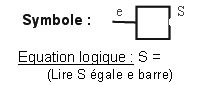 e S
Symbole :
Equation logique : S =
(Lire S égale e barre)